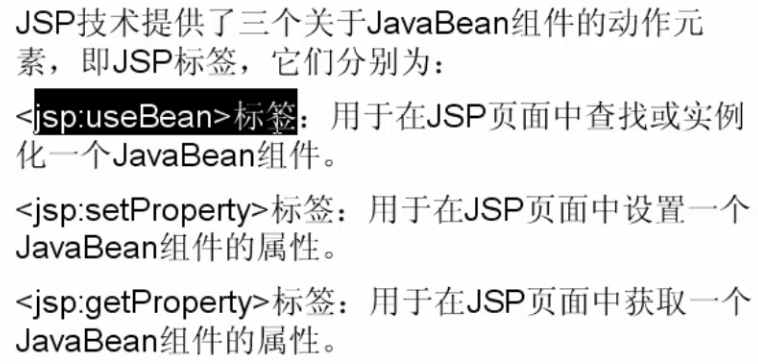 JSP技术提供了三个关于JavaBean组件的动作元
素，即JSP标签，它们分别为：
<jsp:useBean>标签：用于在JSP页面中查找或实例
化一个JavaBean组件。
<jsp:setProperty>标签：用于在JSP页面中设置一个
JavaBean组件的属性。
<jsp:getProperty>标签：用于在JSP页面中获取一个
JavaBean组件的属性。